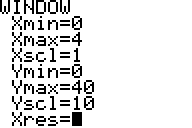 WINDOW
Xmin=0
Xmax=4
Xscl=1
Ymin=0
Ymax=40
Yscl=10
Xres=